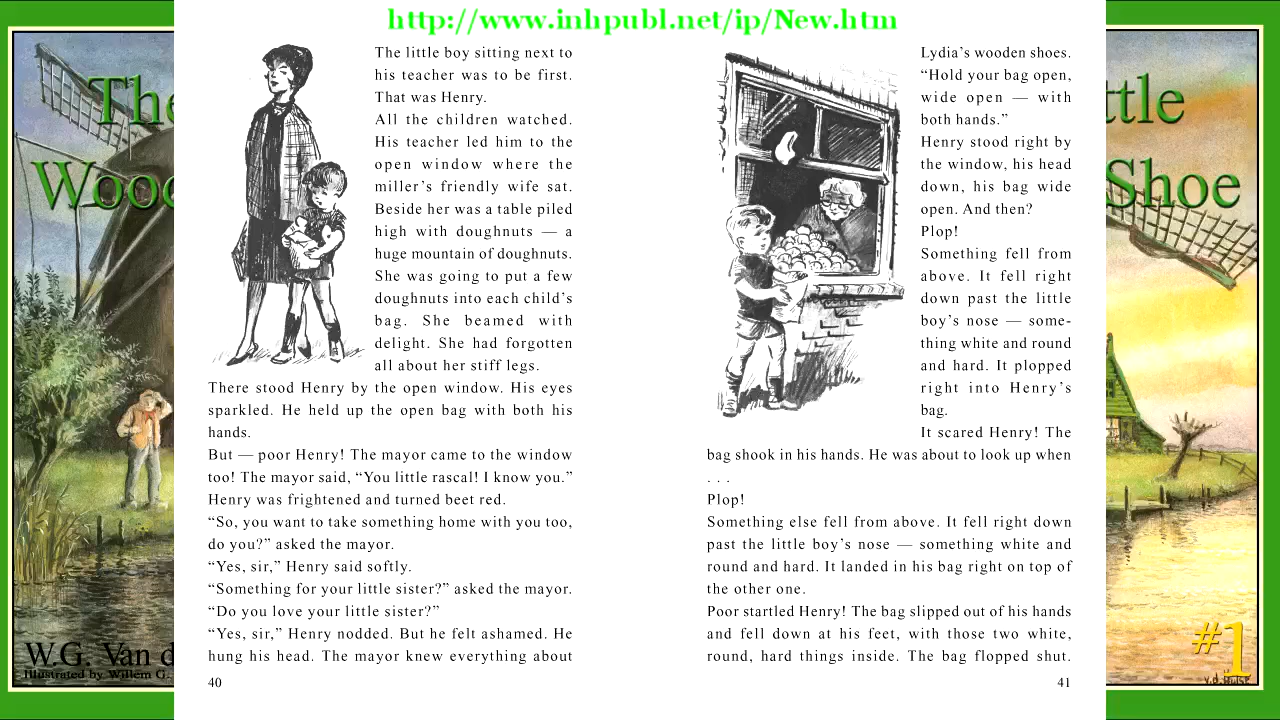 http://www.inhpubl.net/ip/New.htm
The
Wood
W.G. Van d
Illustrated by Willem G.
The little boy sitting next to
his teacher was to be first.
That was Henry.
All the children watched.
His teacher led him to the
open window where the
miller's friendly wife sat.
Beside her was a table piled
high with doughnuts — a
huge mountain of doughnuts.
She was going to put a few
doughnuts into each child's
bag. She beamed with
delight. She had forgotten
all about her stiff legs.
There stood Henry by the open window. His eyes
sparkled. He held up the open bag with both his
hands.
But — poor Henry! The mayor came to the window
too! The mayor said, “You little rascal! I know you.”
Henry was frightened and turned beet red.
“So, you want to take something home with you too,
do you?” asked the mayor.
“Yes, sir,” Henry said softly.
“Something for your little sister?” asked the mayor.
“Do you love your little sister?”
“Yes, sir,” Henry nodded. But he felt ashamed. He
hung his head. The mayor knew everything about
40
Lydia's wooden shoes.
“Hold your bag open,
wide open — with
both hands.”
Henry stood right by
the window, his head
down, his bag wide
open. And then?
Plop!
Something fell from
above. It fell right
down past the little
boy's nose — some-
thing white and round
and hard. It plopped
right into Henry's
bag.
It scared Henry! The
bag shook in his hands. He was about to look up when
. . .
Plop!
Something else fell from above. It fell right down
past the little boy's nose — something white and
round and hard. It landed in his bag right on top of
the other one.
Poor startled Henry! The bag slipped out of his hands
and fell down at his feet, with those two white,
round, hard things inside. The bag flopped shut.
41
ttle
Shoe
#1